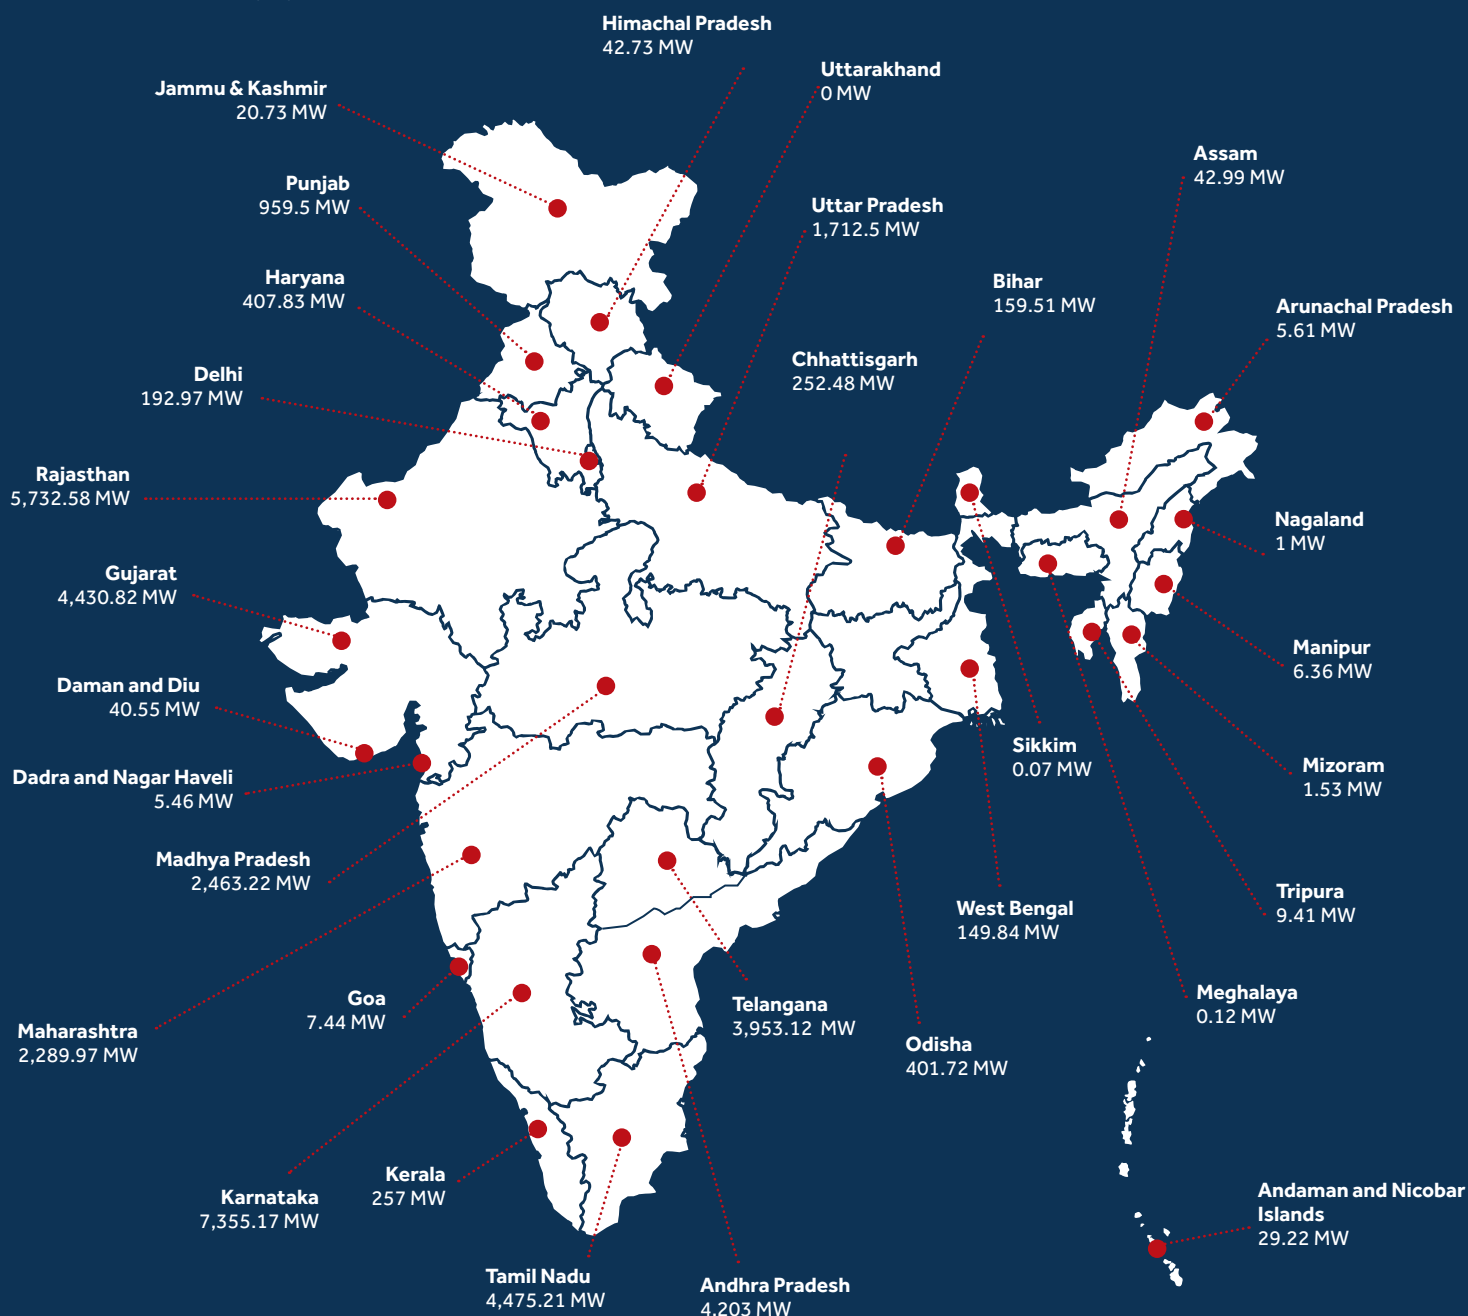 Himachal Pradesh
42.73 MW
Uttarakhand
0 MW
Jammu & Kashmir
20.73 MW
Assam
42.99 MW
Punjab
959.5 MW
Uttar Pradesh
1,712.5 MW
Haryana
407.83 MW
Bihar
159.51 MW
Arunachal Pradesh
5.61 MW
Chhattisgarh
252.48 MW
Delhi
192.97 MW
Rajasthan
5,732.58 MW
Nagaland
1 MW
Gujarat
4,430.82 MW
Manipur
6.36 MW
Daman and Diu
40.55 MW
Sikkim
0.07 MW
Mizoram
1.53 MW
Dadra and Nagar Haveli
5.46 MW
Madhya Pradesh
2,463.22 MW
Tripura
9.41 MW
West Bengal
149.84 MW
Goa
7.44 MW
Telangana
3,953.12 MW
Meghalaya
0.12 MW
Maharashtra
2,289.97 MW
Odisha
401.72 MW
Kerala
257 MW
Karnataka
7,355.17 MW
Andaman and Nicobar
Islands
29.22 MW
Tamil Nadu
4,475.21 MW
Andhra Pradesh
4,203 MW